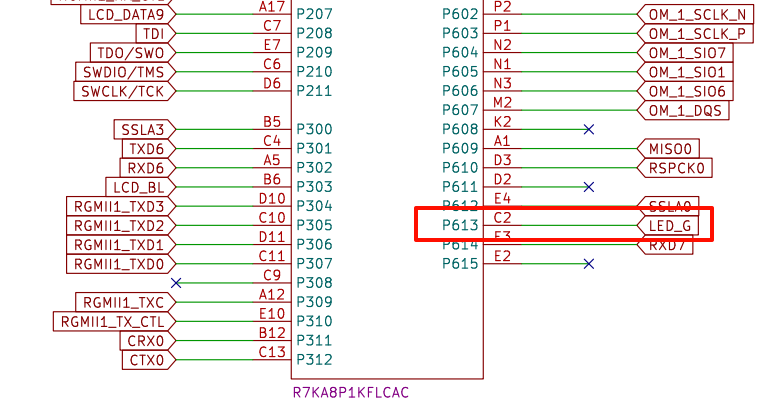 A17 P207 LCD_DATA9
C7 P208 TDI
E7 P209 TDO/SWO
C6 P210 SWDIO/TMS
D6 P211 SWCLK/TCK
B5 P300 SSLA3
C4 P301 TXD6
A5 P302 RXD6
B6 P303 LCD_BL
D10 P304 RGMII1_TXD3
C10 P305 RGMII1_TXD2
D11 P306 RGMII1_TXD1
C11 P307 RGMII1_TXD0
C9 P308
A12 P309 RGMII1_TXC
E10 P310 RGMII1_TX_CTL
B12 P311 CRX0
C13 P312 CTX0
P602 P2 OM_1_SCLK_N
P603 P1 OM_1_SCLK_P
P604 N2 OM_1_SIO7
P605 N1 OM_1_SIO1
P606 N3 OM_1_SIO6
P607 M2 OM_1_DQS
P608 K2
P609 A1 MISO0
P610 D3 RSPCK0
P611 D2
P612 E4 SSLA0
P613 C2 LED_G
P614 E3 RXD7
P615 E2
R7KA8P1KFLCAC